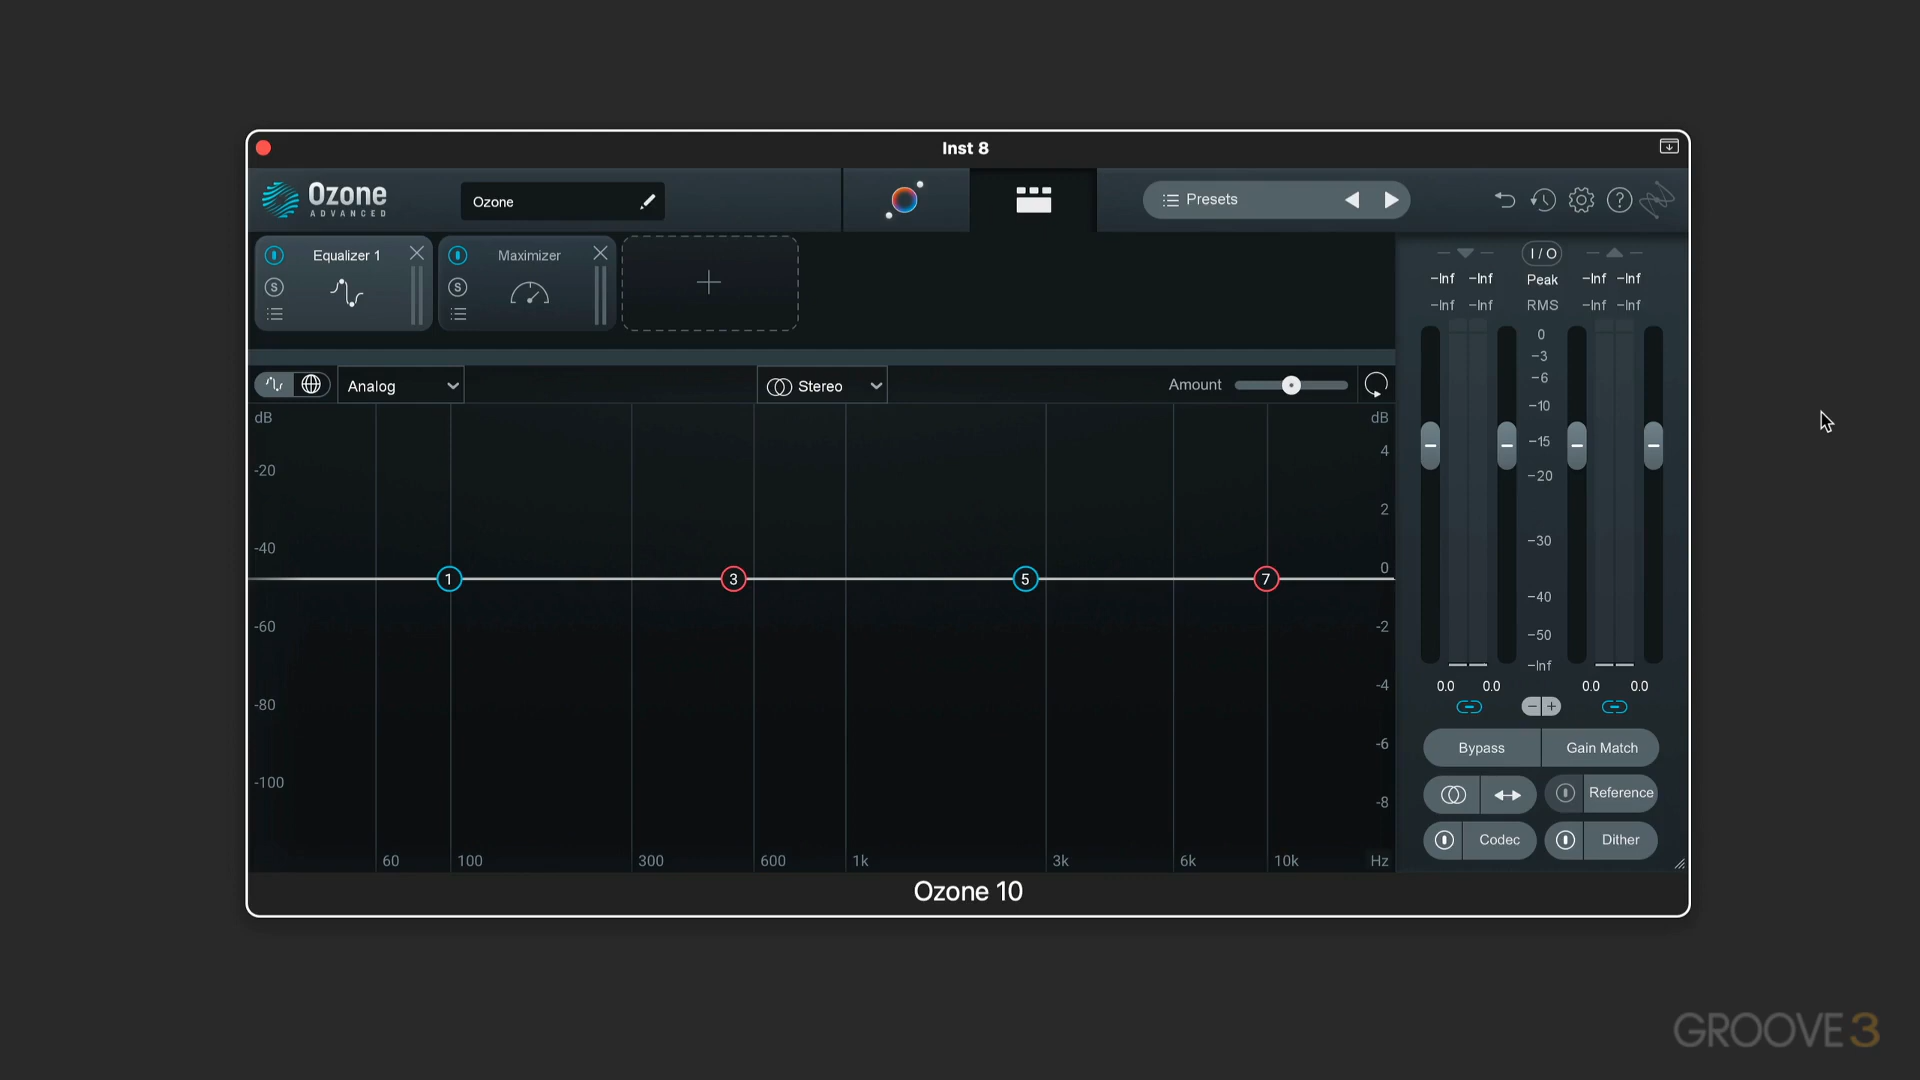 Inst 8
Ozone
ADVANCED
Ozone
Presets
?
Equalizer 1
S
Maximizer
S
+
I / O
-Inf -Inf Peak -Inf -Inf
-Inf -Inf RMS -Inf -Inf
Analog
Stereo
Amount
dB
-20
-40
-60
-80
-100
1
3
5
7
dB
4
2
0
-2
-4
-6
-8
60
100
300
600
1k
3k
6k
10k
Hz
0
-3
-6
-10
-15
-20
-30
-40
-50
-Inf
0.0 0.0 0.0 0.0
- +
Bypass
Gain Match
Reference
Codec
Dither
Ozone 10
GROOVE3